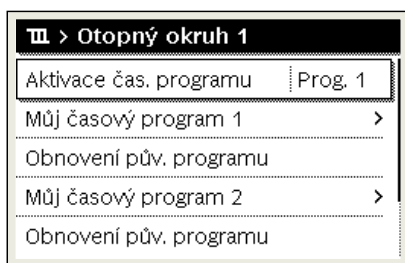 > Otopný okruh 1
Aktivace čas. programu Prog. 1
Můj časový program 1 >
Obnovení pův. programu
Můj časový program 2 >
Obnovení pův. programu